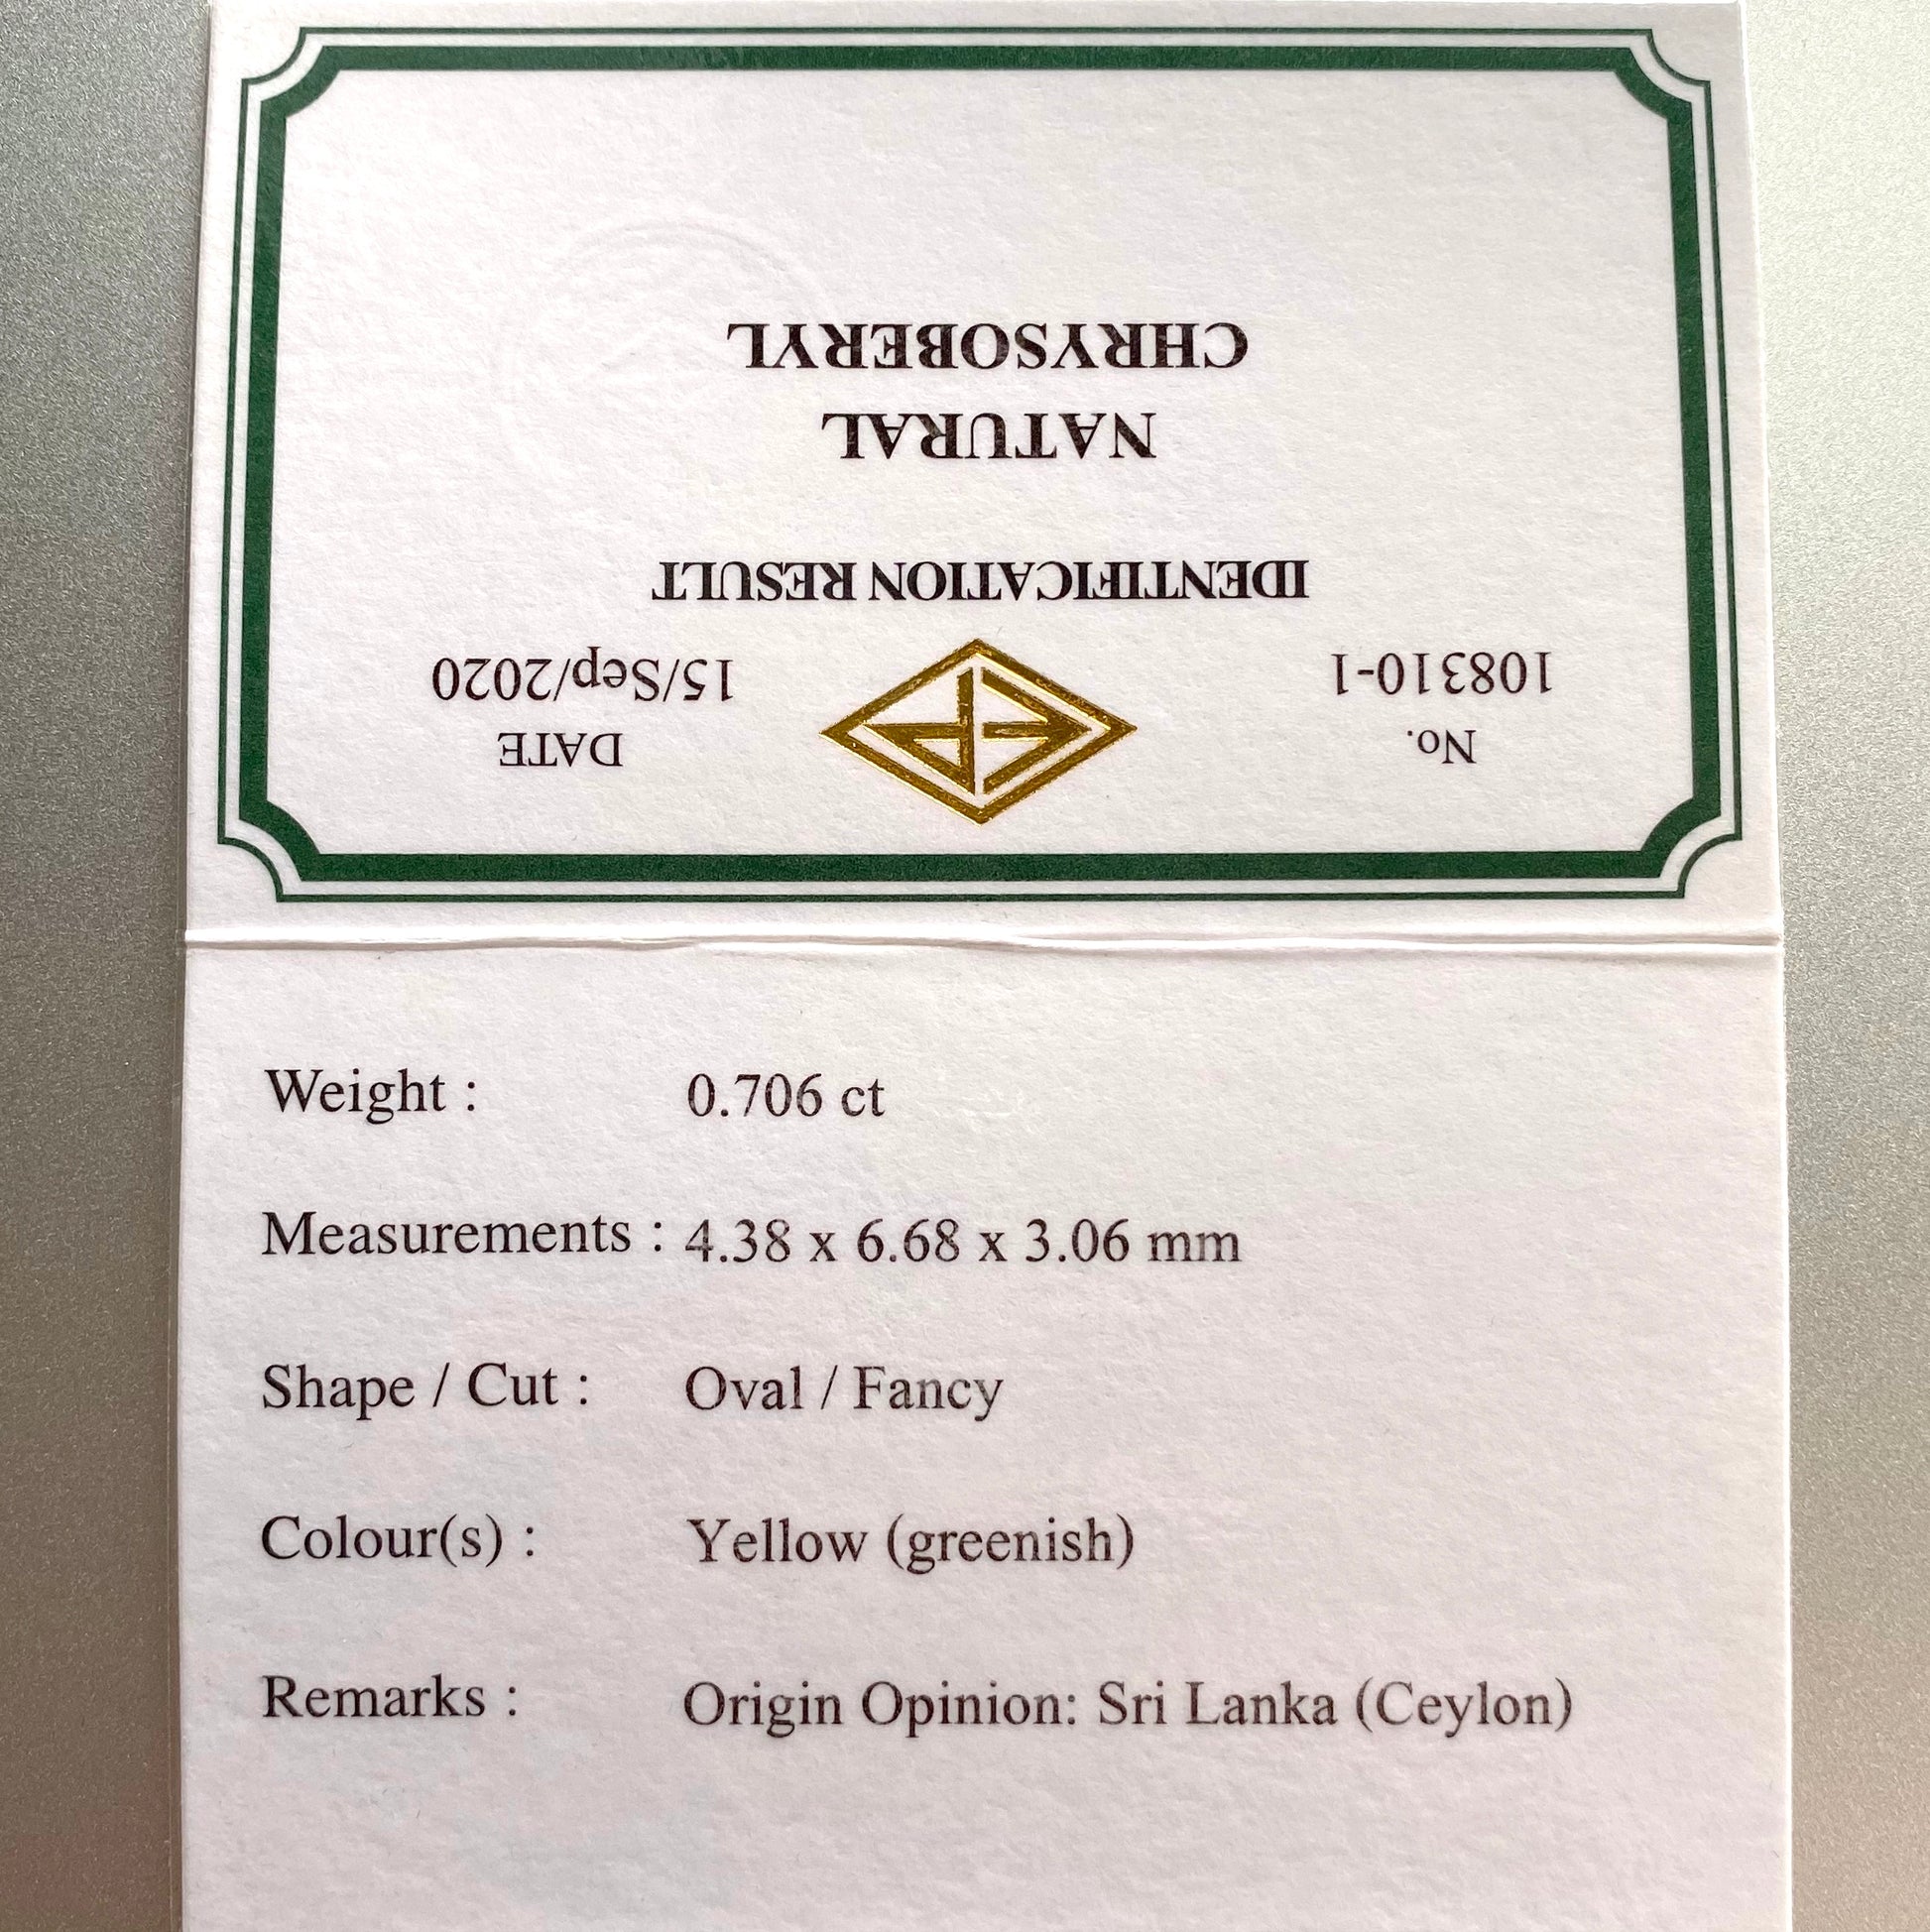 No.
DATE
108310-1
15/Sep/2020
IDENTIFICATION RESULT
NATURAL
CHRYSOBERYL
Weight : 0.706 ct
Measurements : 4.38 x 6.68 x 3.06 mm
Shape / Cut : Oval / Fancy
Colour(s) : Yellow (greenish)
Remarks : Origin Opinion: Sri Lanka (Ceylon)